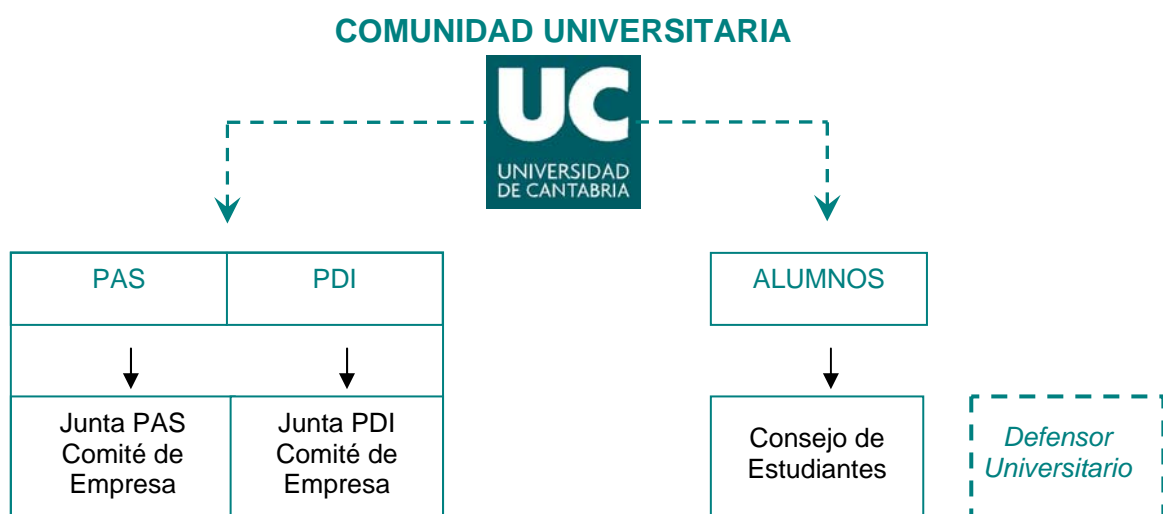 COMUNIDAD UNIVERSITARIA
UC
UNIVERSIDAD
DE CANTABRIA
PAS
PDI
ALUMNOS
Junta PAS
Comité de
Empresa
Junta PDI
Comité de
Empresa
Consejo de
Estudiantes
Defensor
Universitario